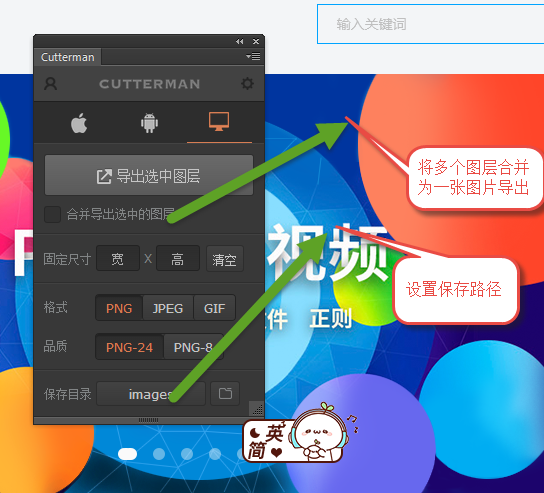 输入关键词
Cutterman
CUTTERMAN
导出选中图层
合并导出选中的图层
将多个图层合并
为一张图片导出
固定尺寸 宽 X 高 清空
视频
设置保存路径
格式 PNG JPEG GIF
正则
品质 PNG-24 PNG-8
保存目录 images
英
简